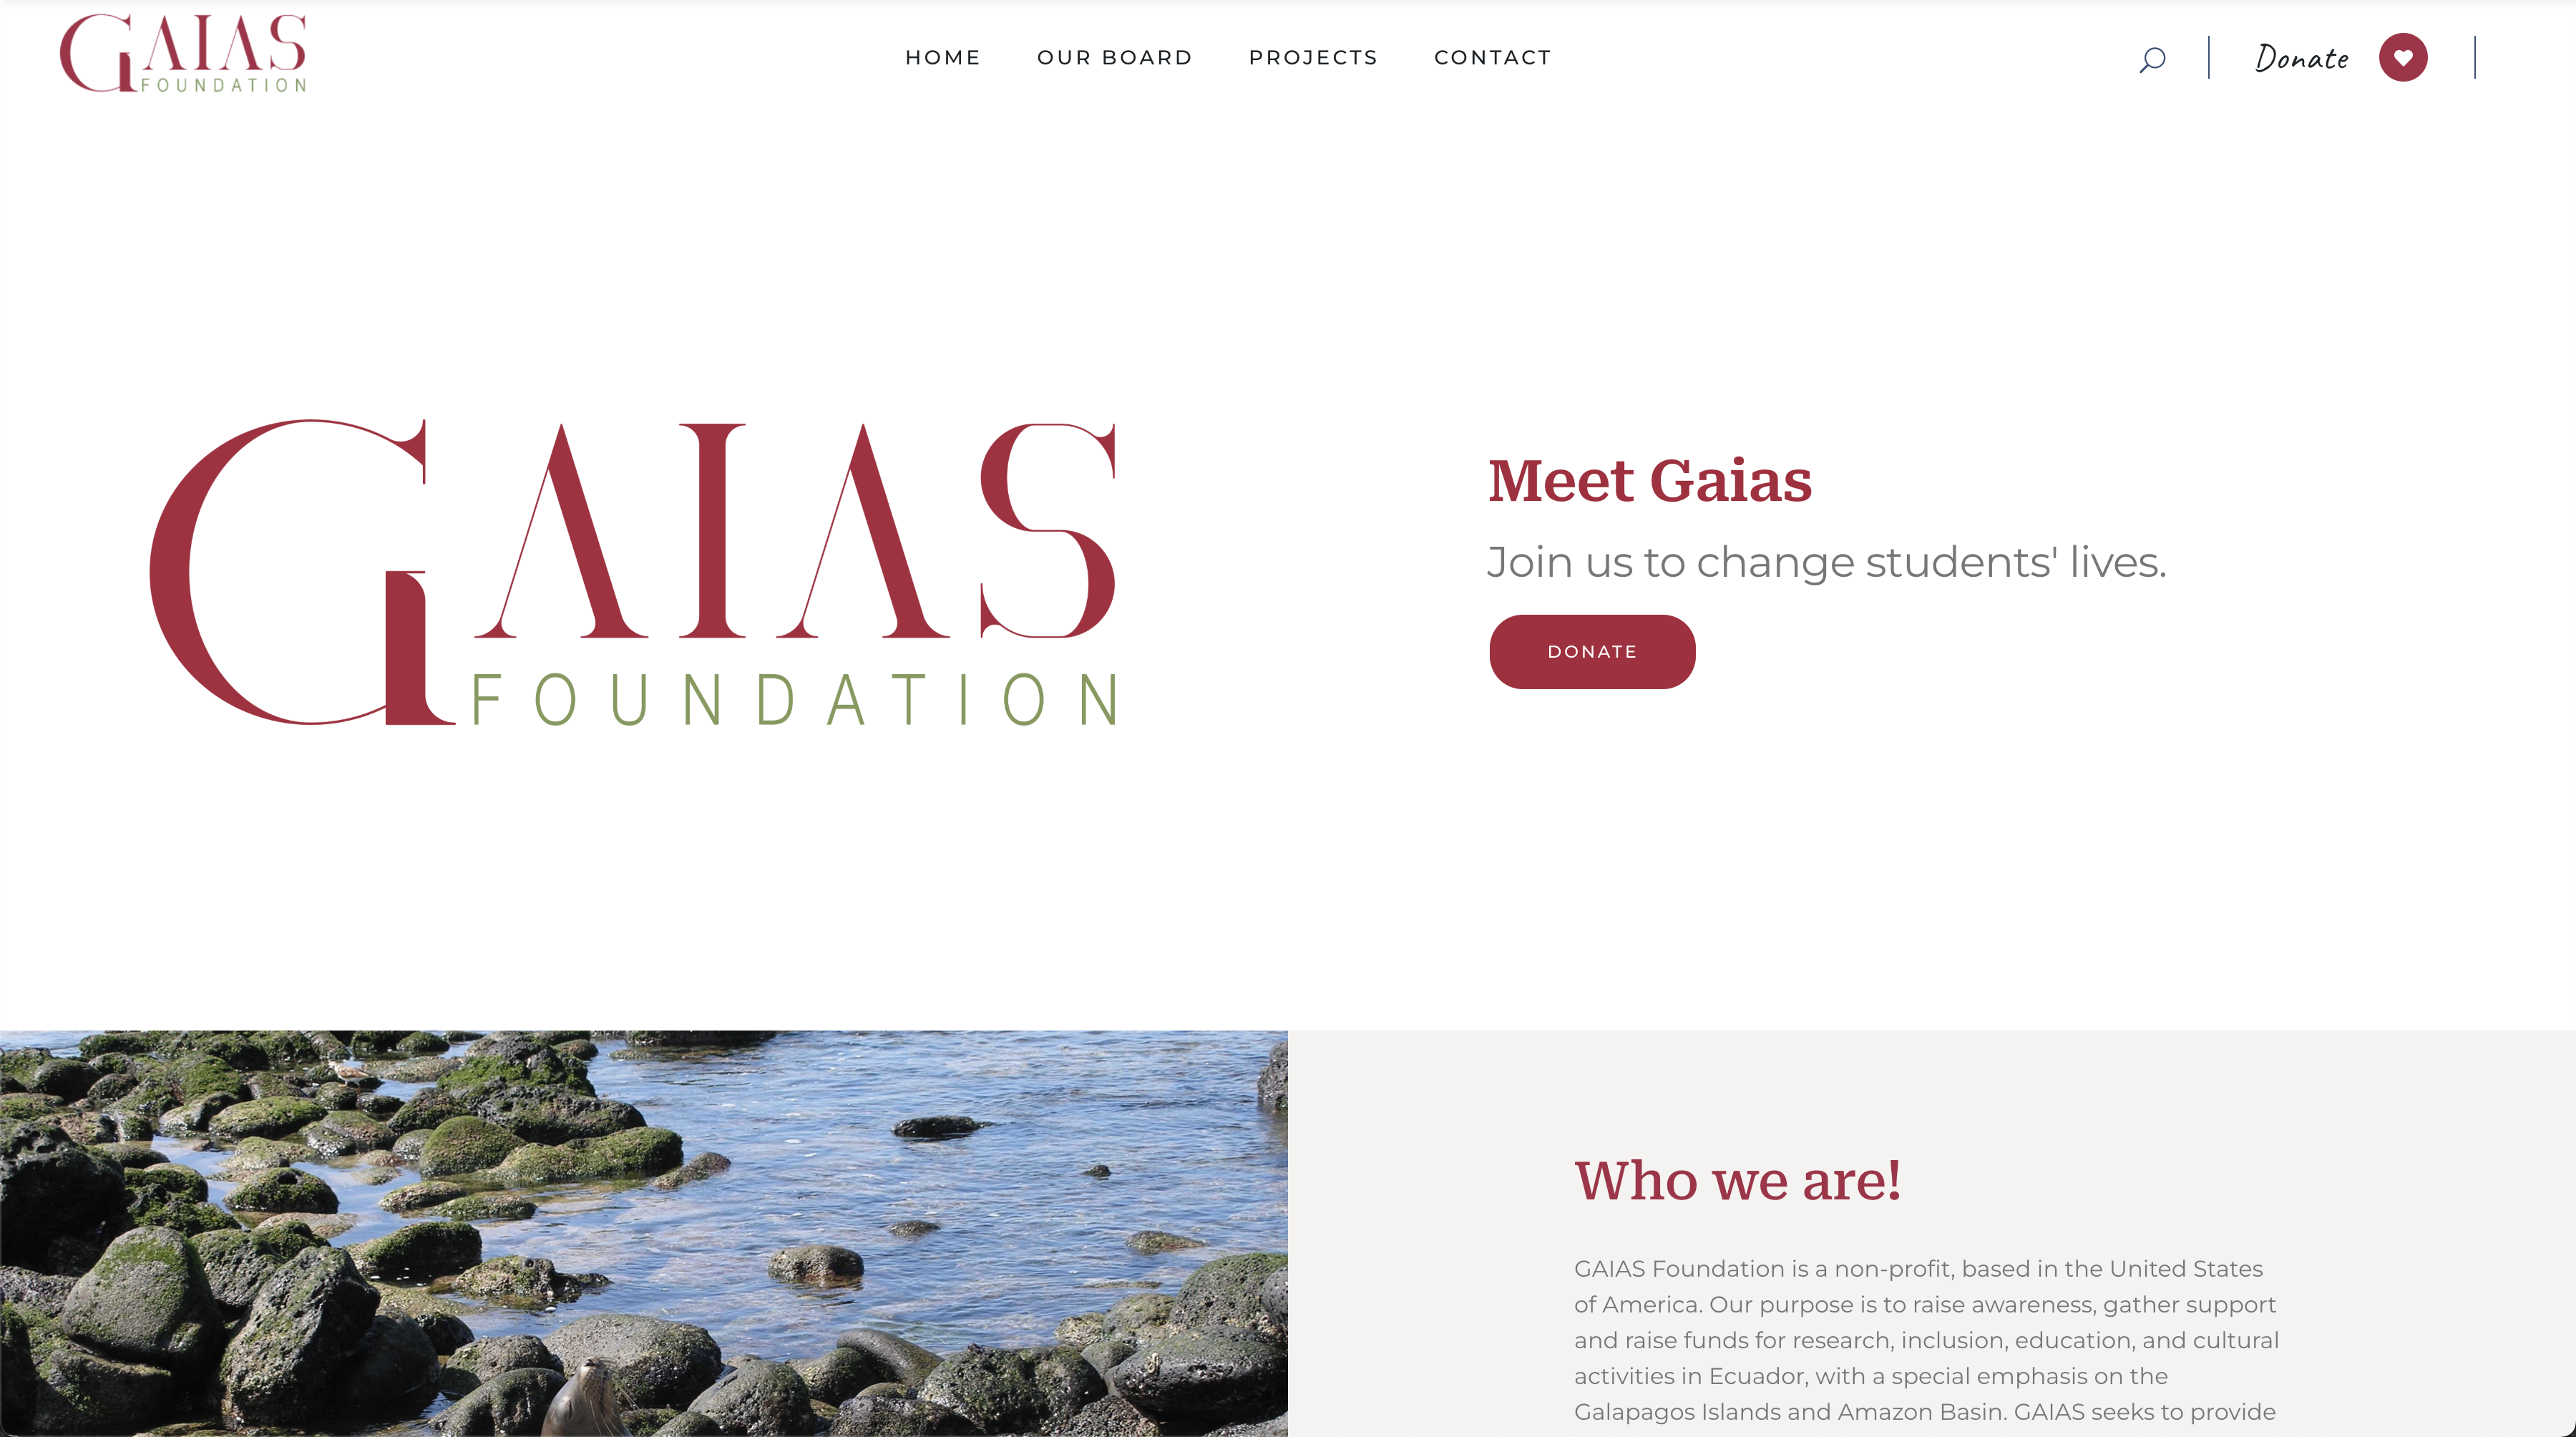 GAIAS
FOUNDATION
HOME OUR BOARD PROJECTS CONTACT
Donate
GAIAS
FOUNDATION
Meet Gaias
Join us to change students' lives.
DONATE
Who we are!
GAIAS Foundation is a non-profit, based in the United States
of America. Our purpose is to raise awareness, gather support
and raise funds for research, inclusion, education, and cultural
activities in Ecuador, with a special emphasis on the
Galapagos Islands and Amazon Basin. GAIAS seeks to provide